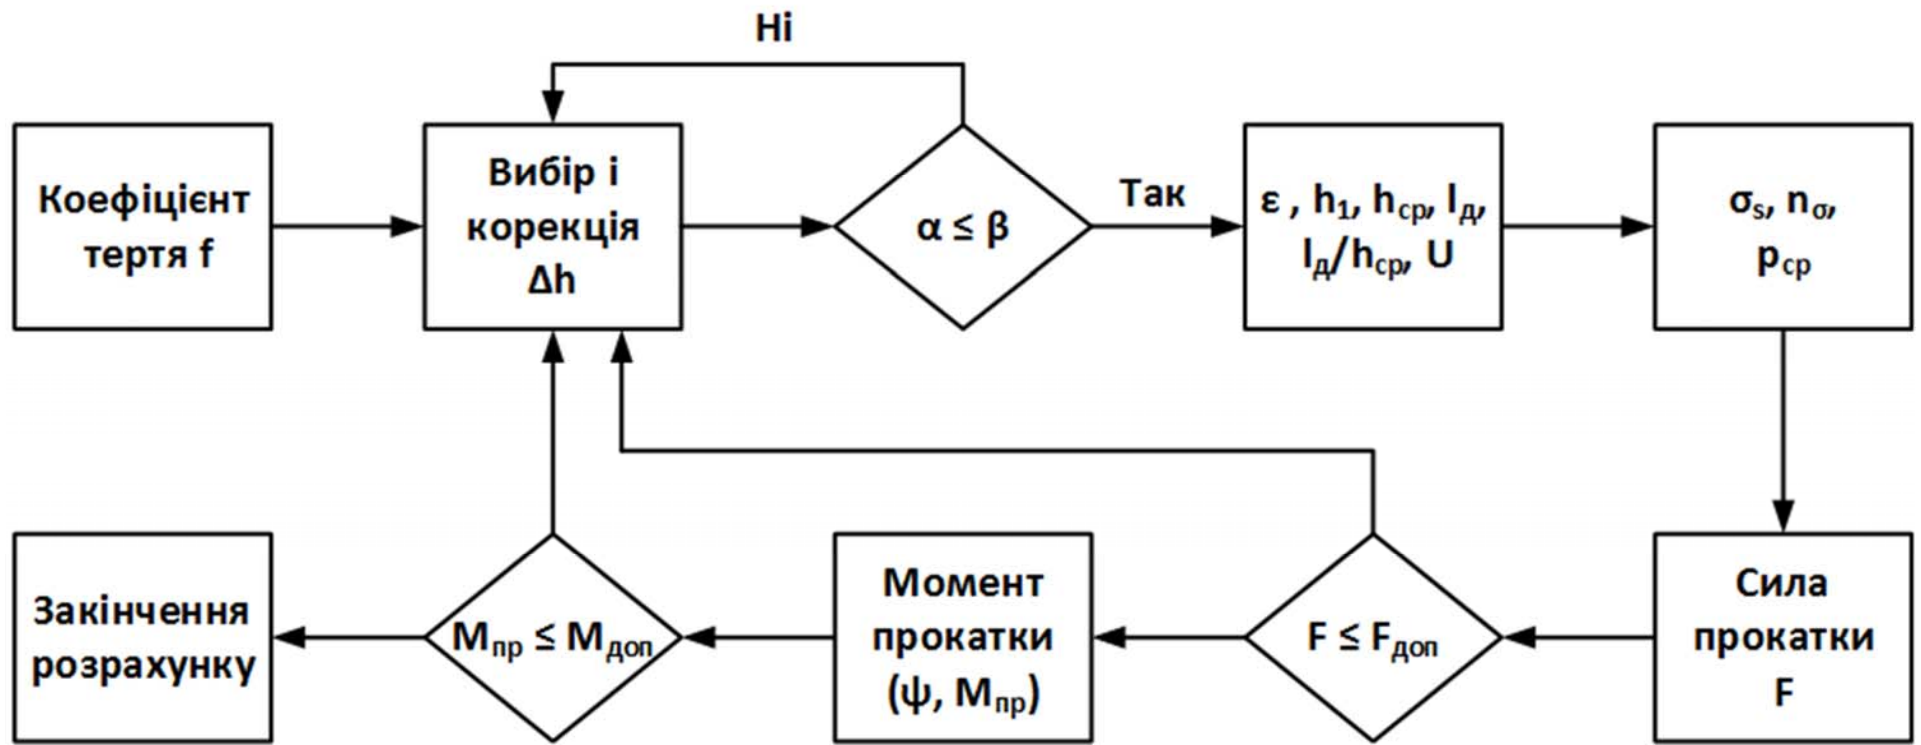 Ні
Коефіцієнт
тертя f
Вибір і
корекція
Δh
α ≤ β
Так
ε , h₁, hср, lд,
lд/hср, U
σs, nσ,
pср
Закінчення
розрахунку
Mпр ≤ Mдоп
Момент
прокатки
(ψ, Mпр)
F ≤ Fдоп
Сила
прокатки
F